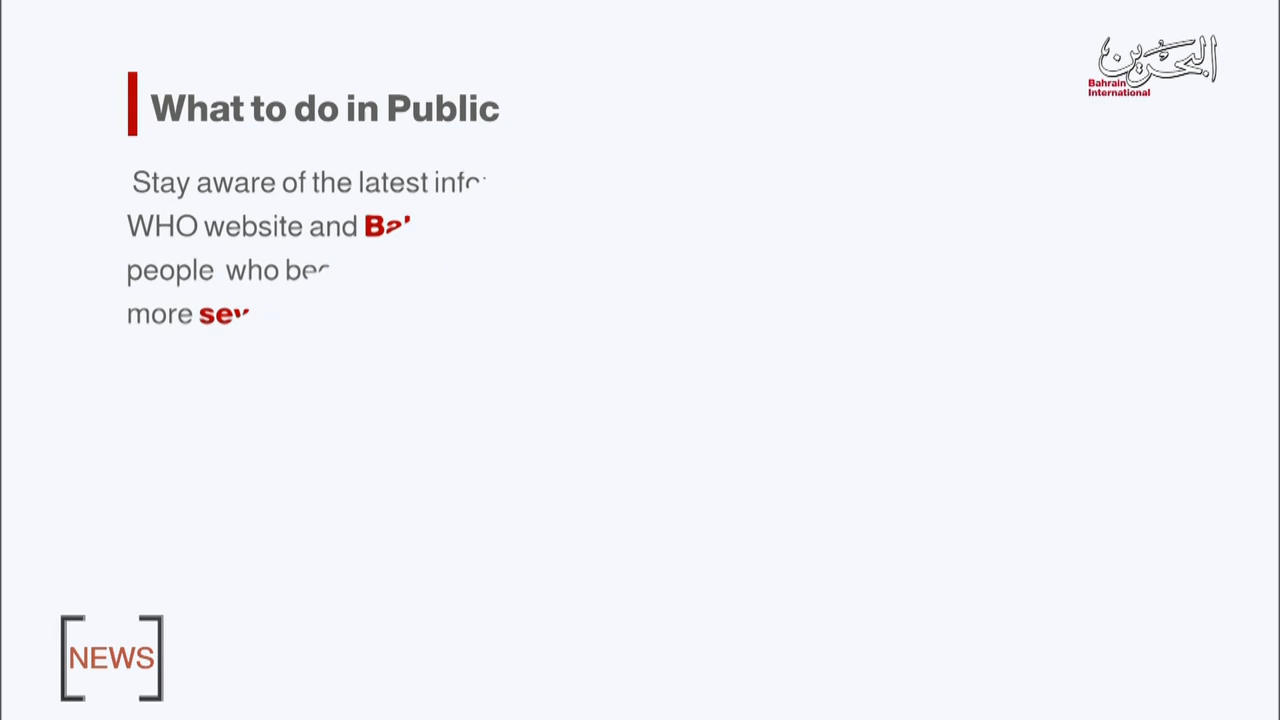 البحرين
Bahrain
International
What to do in Public
Stay aware of the latest
WHO website and
people who
more
NEWS